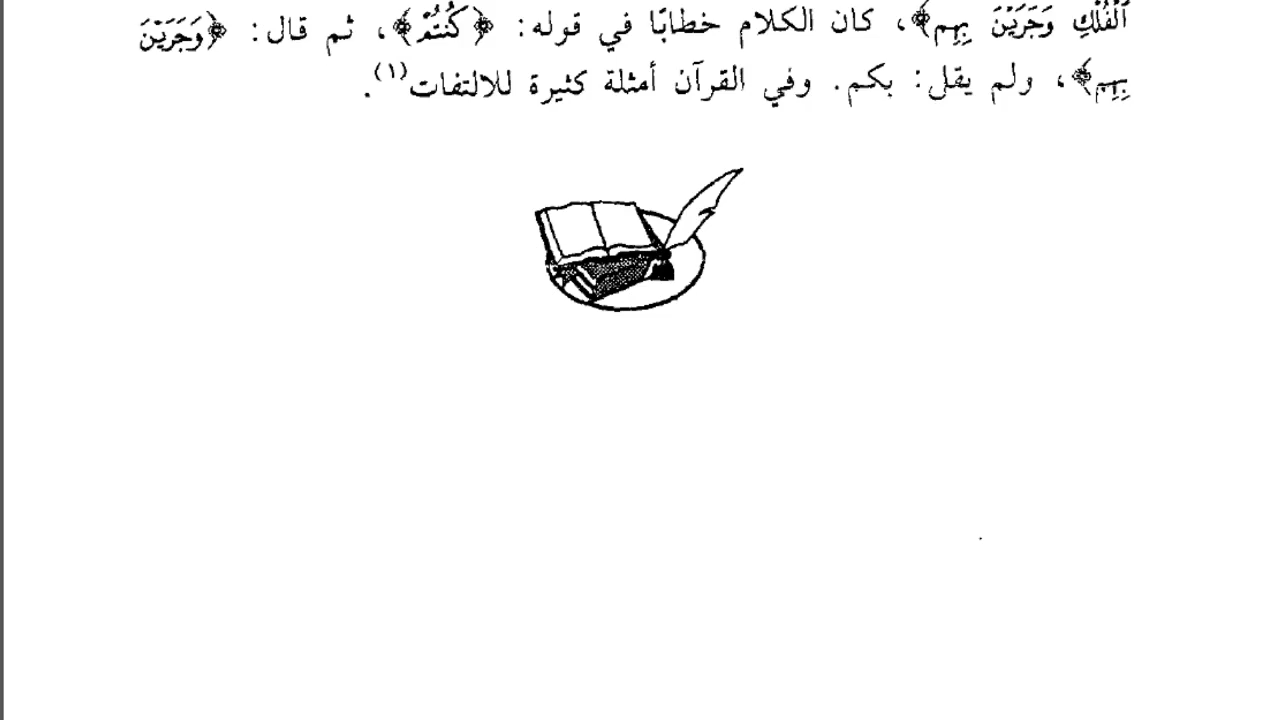 ٱلْفُلْكِ وَجَرَيْنَ بِهِم﴾، كان الكلام خطابًا في قوله: ﴿كُنتُمْ﴾، ثم قال: ﴿وَجَرَيْنَ
بِهِم﴾، ولم يقل: بكم. وفي القرآن أمثلة كثيرة للالتفات(١).